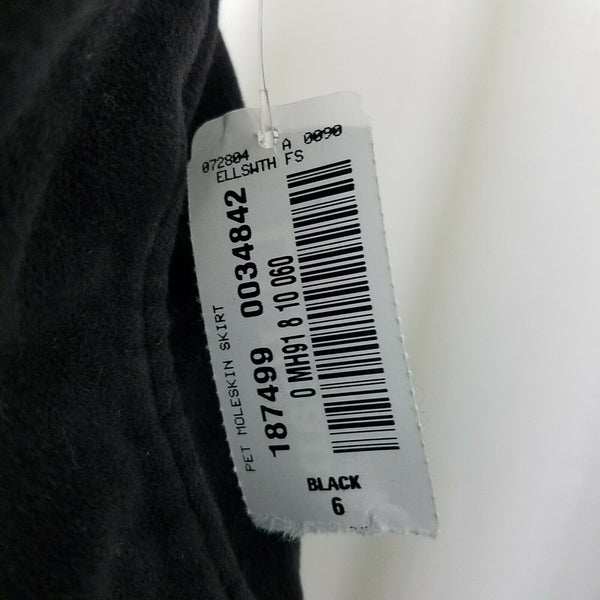 072804 A 0090
ELLSWTH FS
PET MOLESKIN SKIRT
187499 0034842
0 MH91 8 10 060
BLACK
6